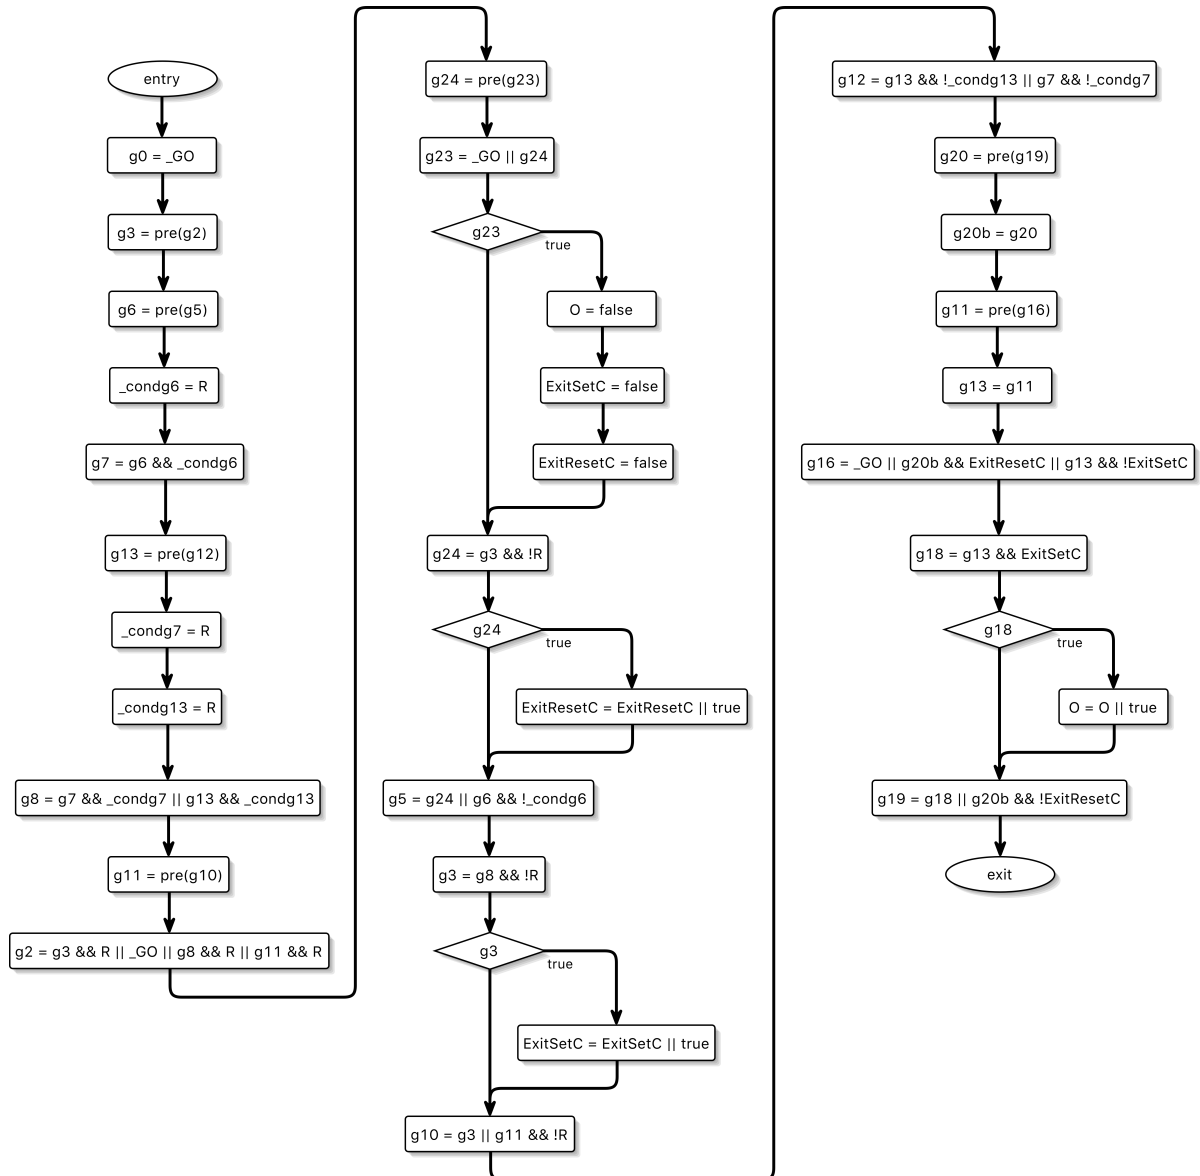 entry
g0 = _GO
g3 = pre(g2)
g6 = pre(g5)
_condg6 = R
g7 = g6 && _condg6
g13 = pre(g12)
_condg7 = R
_condg13 = R
g8 = g7 && _condg7 || g13 && _condg13
g11 = pre(g10)
g2 = g3 && R || _GO || g8 && R || g11 && R
g24 = pre(g23)
g23 = _GO || g24
g23
true
O = false
ExitSetC = false
ExitResetC = false
g24 = g3 && !R
g24
true
ExitResetC = ExitResetC || true
g5 = g24 || g6 && !_condg6
g3 = g8 && !R
g3
true
ExitSetC = ExitSetC || true
g10 = g3 || g11 && !R
g12 = g13 && !_condg13 || g7 && !_condg7
g20 = pre(g19)
g20b = g20
g11 = pre(g16)
g13 = g11
g16 = _GO || g20b && ExitResetC || g13 && !ExitSetC
g18 = g13 && ExitSetC
g18
true
O = O || true
g19 = g18 || g20b && !ExitResetC
exit